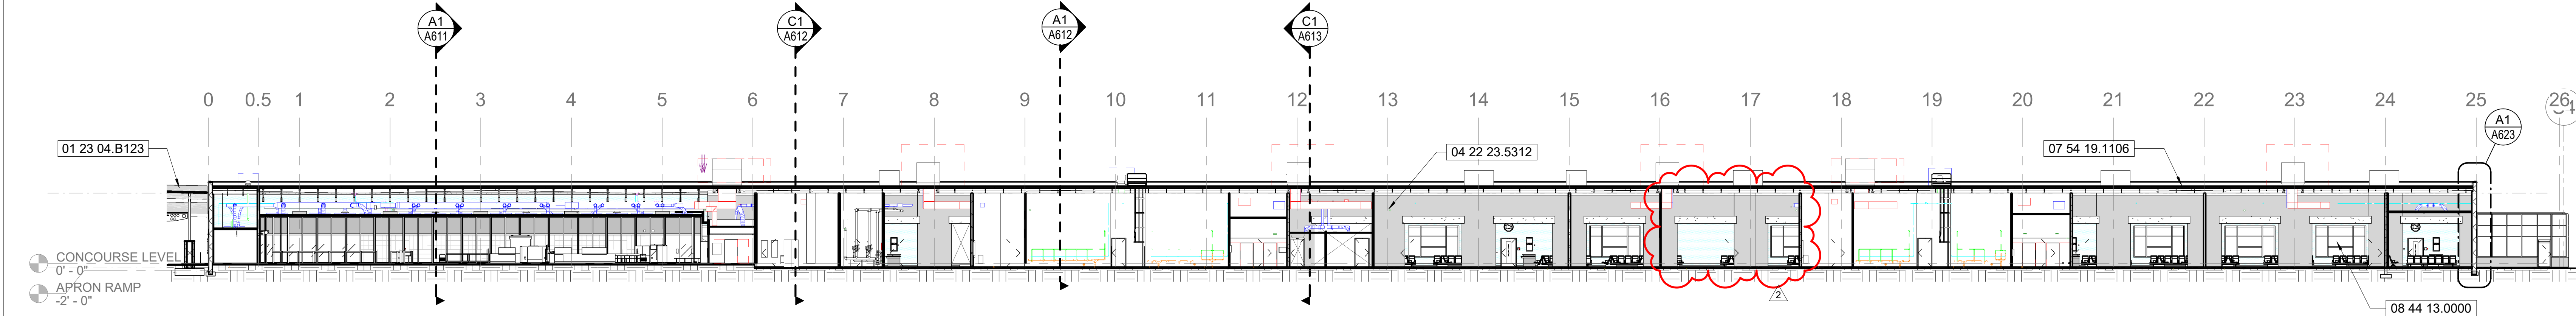 A1
A611
C1
A612
A1
A612
C1
A613
0 0.5 1 2 3 4 5 6 7 8 9 10 11 12 13 14 15 16 17 18 19 20 21 22 23 24 25 26
A1
A623
01 23 04.B123
04 22 23.5312
07 54 19.1106
CONCOURSE LEVEL
0' - 0"
APRON RAMP
-2' - 0"
2
08 44 13.0000